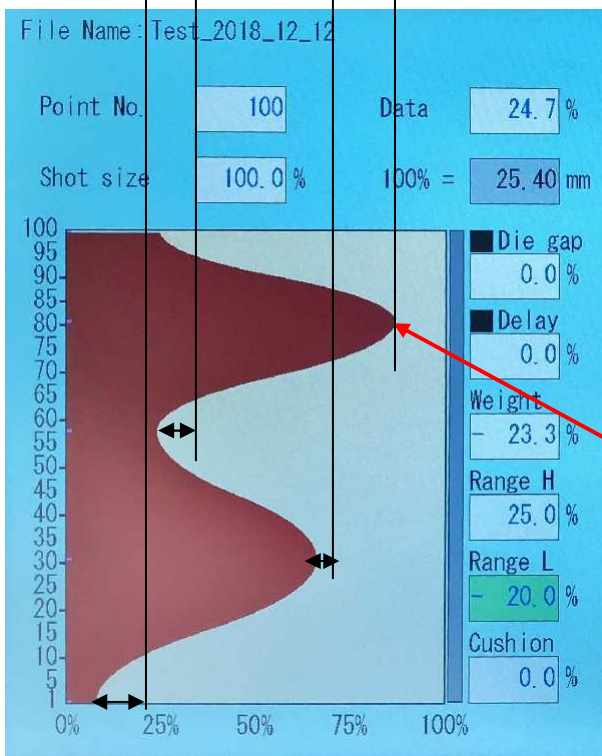 File Name:Test_2018_12_12
Point No. 100 Data 24.7 %
Shot size 100.0 % 100% = 25.40 mm
100
95
90
85
80
75
70
65
60
55
50
45
40
35
30
25
20
15
10
5
1
0% 25% 50% 75% 100%
Die gap
0.0 %
Delay
0.0 %
Weight
- 23.3 %
Range H
25.0 %
Range L
- 20.0 %
Cushion
0.0 %